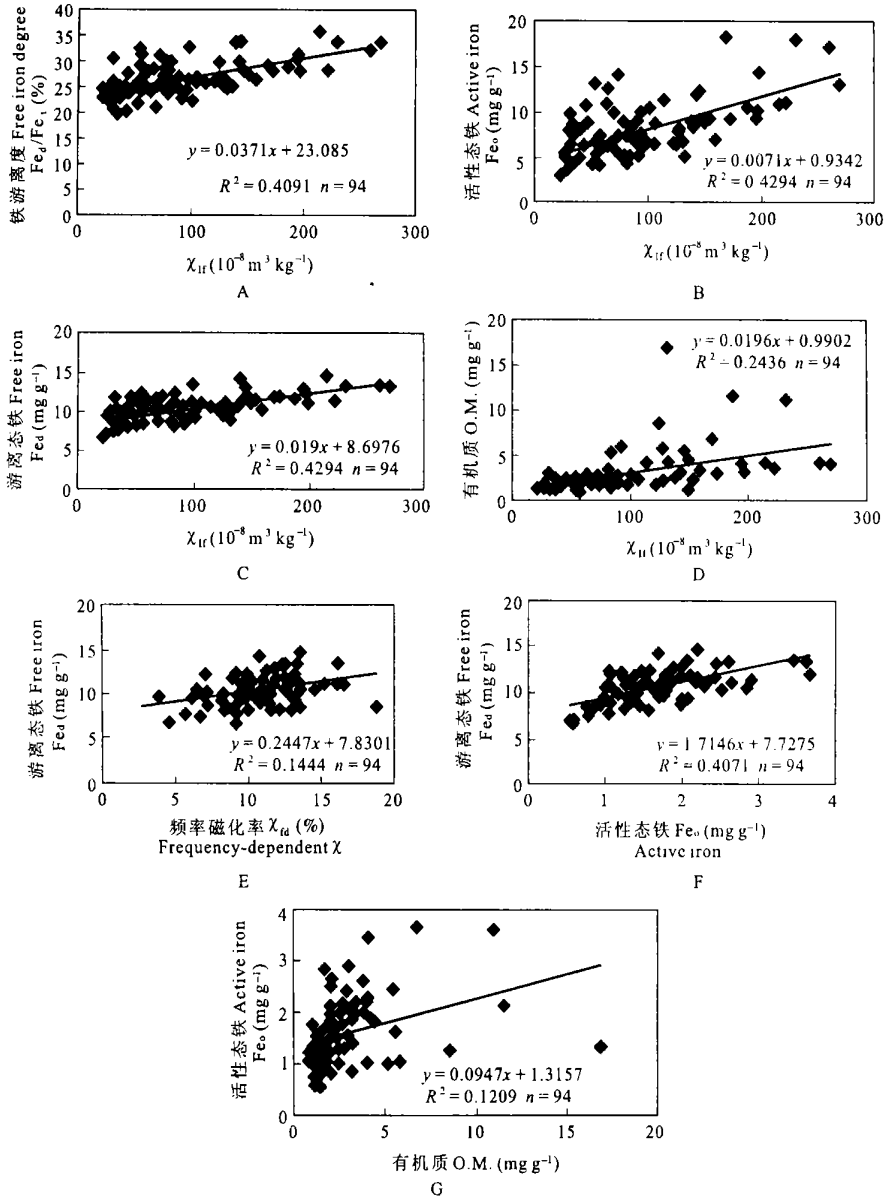 铁游离度 Free iron degree
Fed/Fet (%)
40
35
30
25
20
15
10
5
0
y = 0.0371x + 23.085
R² = 0.4091 n = 94
0 100 200 300
χlf (10⁻⁸ m³ kg⁻¹)
A
活性态铁 Active iron
Feo (mg g⁻¹)
20
15
10
5
0
y = 0.0071x + 0.9342
R² = 0.4294 n = 94
0 100 200 300
χlf (10⁻⁸ m³ kg⁻¹)
B
游离态铁 Free iron
Fed (mg g⁻¹)
20
15
10
5
0
y = 0.019x + 8.6976
R² = 0.4294 n = 94
0 100 200 300
χlf (10⁻⁸ m³ kg⁻¹)
C
有机质 O.M. (mg g⁻¹)
20
15
10
5
0
y = 0.0196x + 0.9902
R² = 0.2436 n = 94
0 100 200 300
χlf (10⁻⁸ m³ kg⁻¹)
D
游离态铁 Free iron
Fed (mg g⁻¹)
20
15
10
5
0
y = 0.2447x + 7.8301
R² = 0.1444 n = 94
0 5 10 15 20
频率磁化率 χfd (%)
Frequency-dependent χ
E
游离态铁 Free iron
Fed (mg g⁻¹)
20
15
10
5
0
y = 1.7146x + 7.7275
R² = 0.4071 n = 94
0 1 2 3 4
活性态铁 Feo (mg g⁻¹)
Active iron
F
活性态铁 Active iron
Feo (mg g⁻¹)
4
3
2
1
0
y = 0.0947x + 1.3157
R² = 0.1209 n = 94
0 5 10 15 20
有机质 O.M. (mg g⁻¹)
G